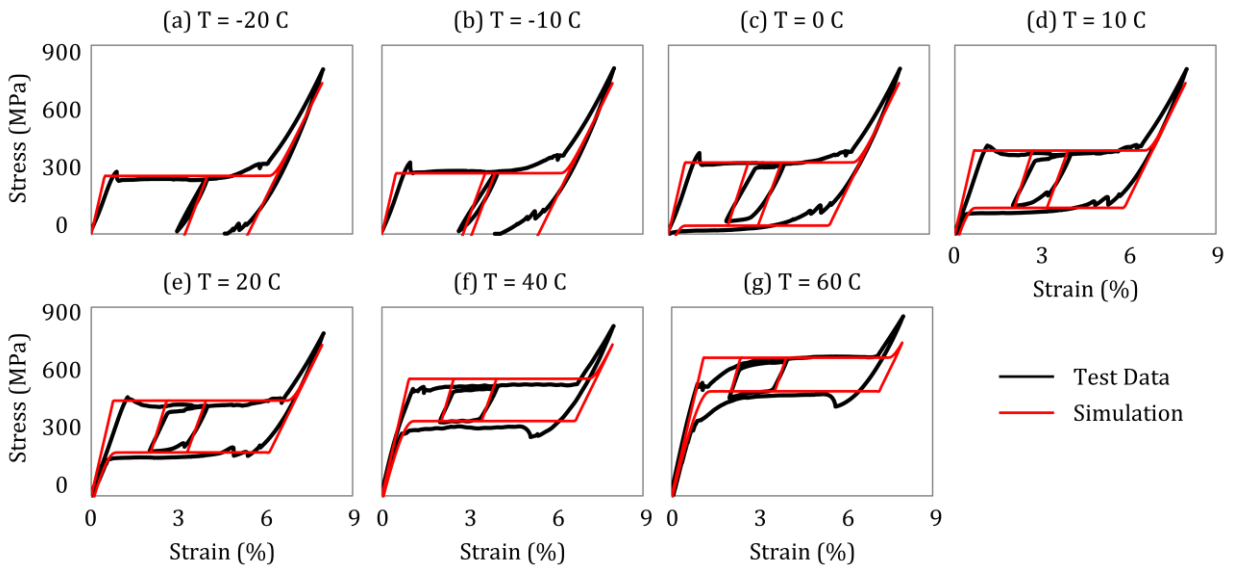 (a) T = -20 C
(b) T = -10 C
(c) T = 0 C
(d) T = 10 C
900
600
300
0
Stress (MPa)
0
3
6
9
Strain (%)
(e) T = 20 C
(f) T = 40 C
(g) T = 60 C
900
600
300
0
Stress (MPa)
0
3
6
9
Strain (%)
0
3
6
9
Strain (%)
0
3
6
9
Strain (%)
Test Data
Simulation